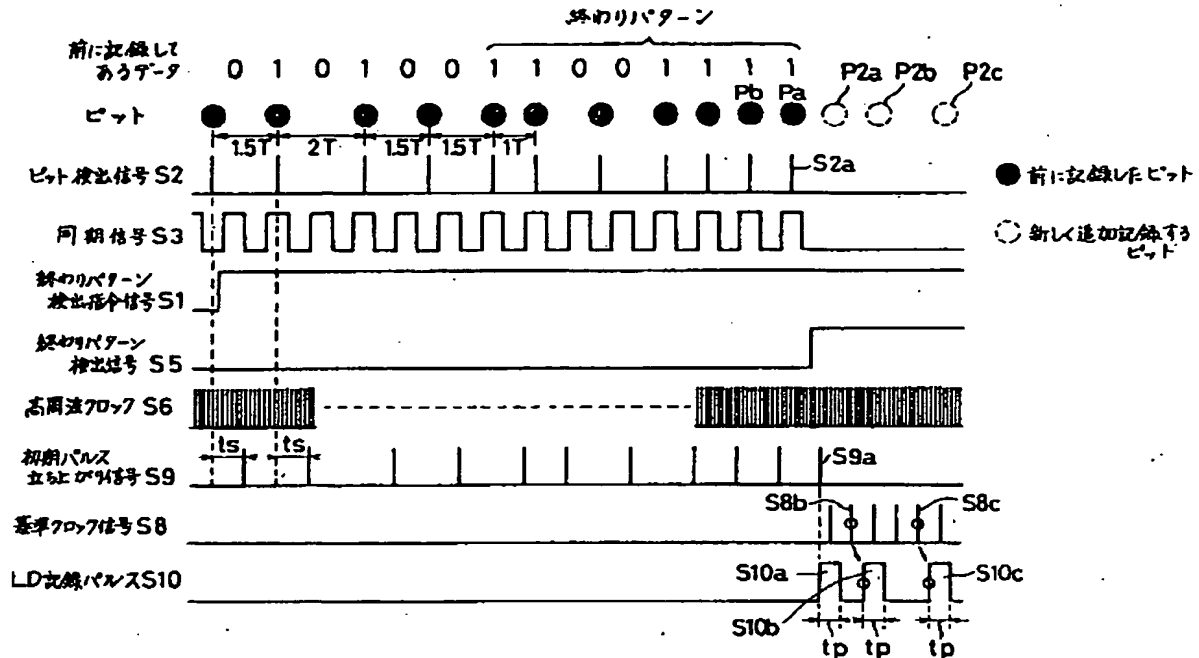 終わりパターン
前に記録して
あるデータ
0 1 0 1 0 0 1 1 0 0 1 1 1 1
Pb Pa P2a P2b P2c
ピット
1.5T 2T 1.5T 1.5T 1T
ピット検出信号 S2
S2a
前に記録したピット
同期信号 S3
新しく追加記録する
ピット
終わりパターン
検出指令信号 S1
終わりパターン
検出信号 S5
高周波クロック S6
ts ts
初期パルス
立ち上がり信号 S9
S9a
S8b S8c
基準クロック信号 S8
LD記録パルス S10
S10a S10c
S10b
tp tp tp